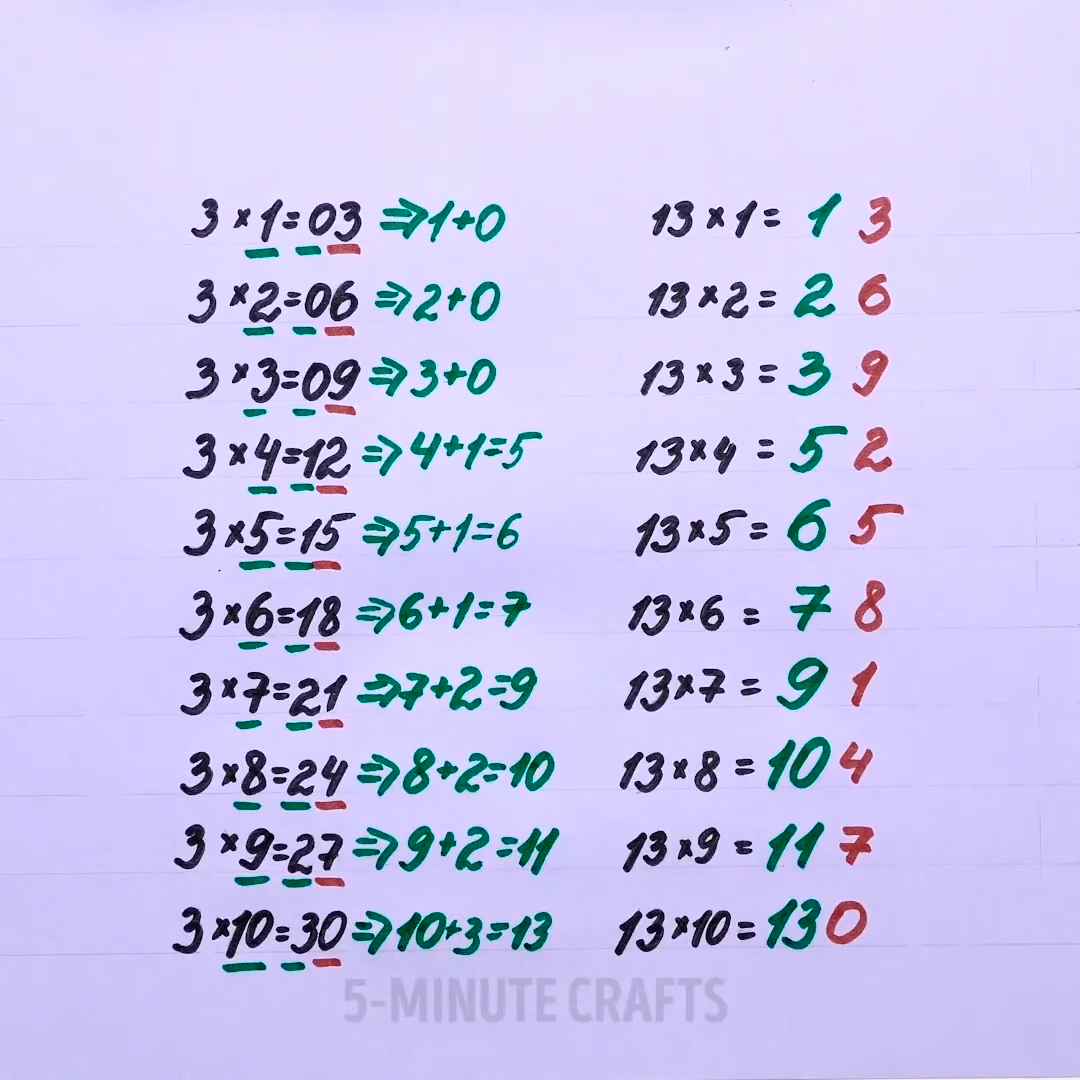 3 × 1 = 03 ⇒ 1+0 13 × 1 = 1 3
3 × 2 = 06 ⇒ 2+0 13 × 2 = 2 6
3 × 3 = 09 ⇒ 3+0 13 × 3 = 3 9
3 × 4 = 12 ⇒ 4+1=5 13 × 4 = 5 2
3 × 5 = 15 ⇒ 5+1=6 13 × 5 = 6 5
3 × 6 = 18 ⇒ 6+1=7 13 × 6 = 7 8
3 × 7 = 21 ⇒ 7+2=9 13 × 7 = 9 1
3 × 8 = 24 ⇒ 8+2=10 13 × 8 = 10 4
3 × 9 = 27 ⇒ 9+2=11 13 × 9 = 11 7
3 × 10 = 30 ⇒ 10+3=13 13 × 10 = 13 0
5-MINUTE CRAFTS